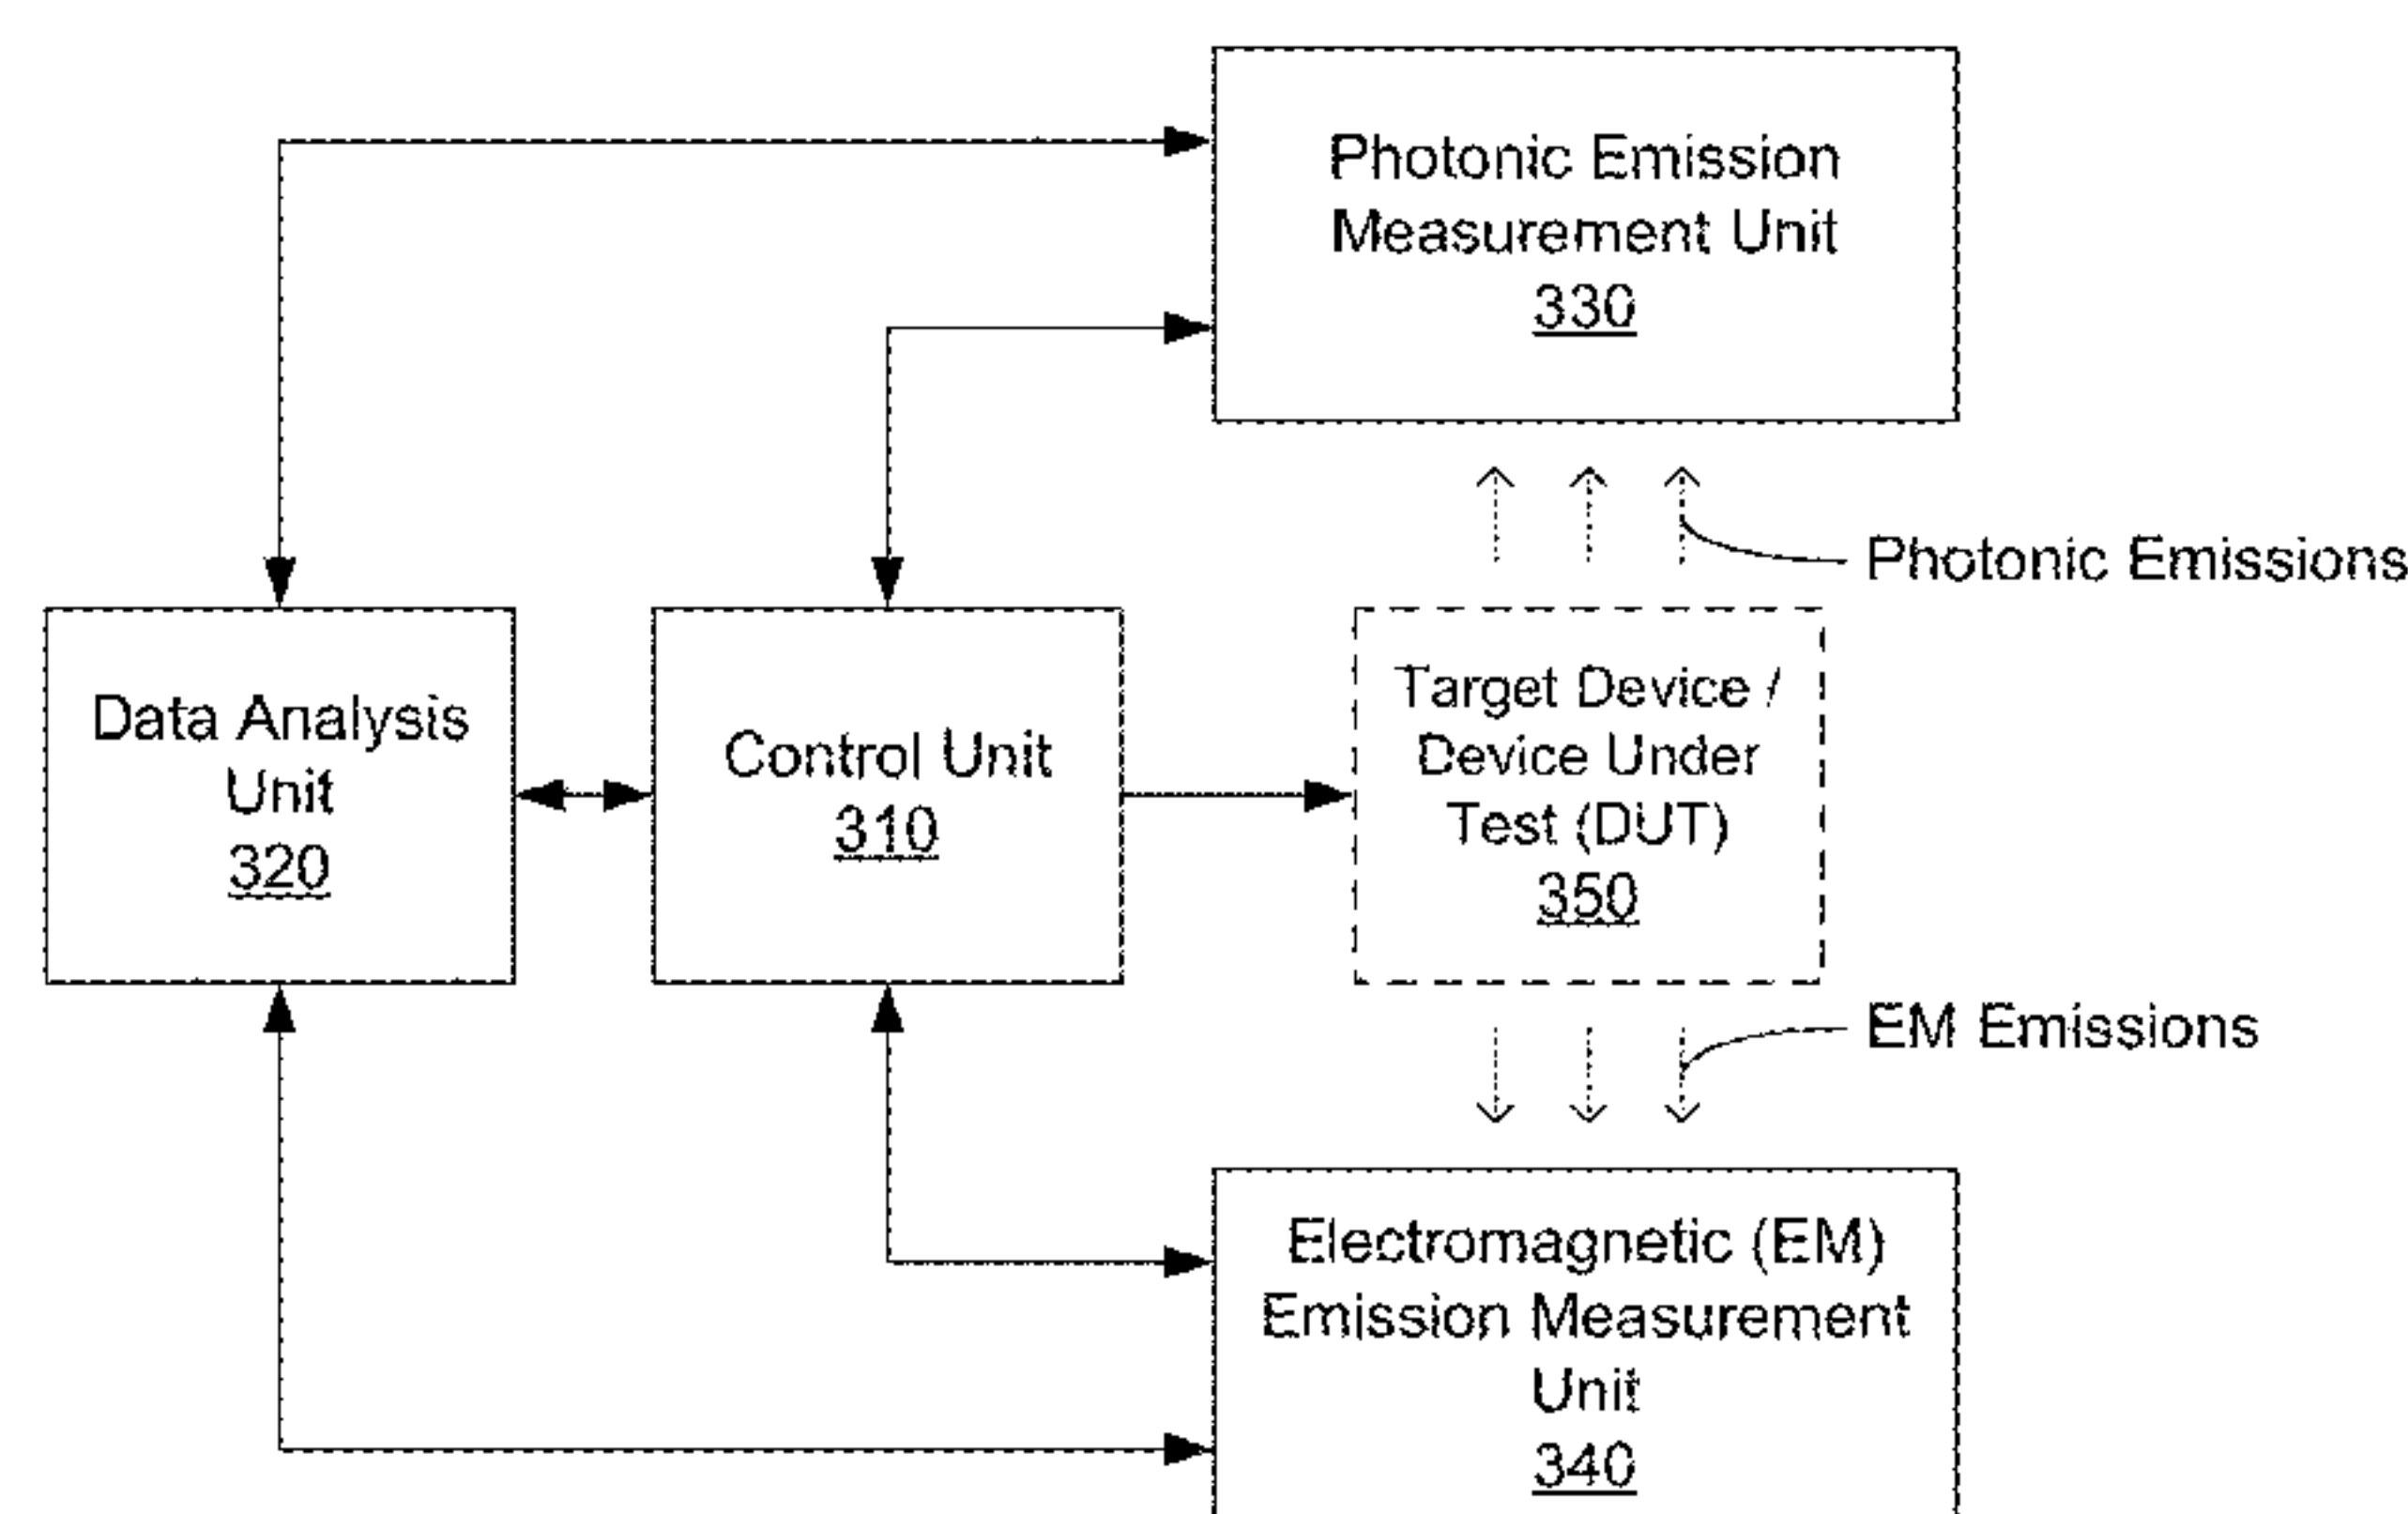 Photonic Emission
Measurement Unit
330
Photonic Emissions
Data Analysis
Unit
320
Control Unit
310
Target Device /
Device Under
Test (DUT)
350
EM Emissions
Electromagnetic (EM)
Emission Measurement
Unit
340